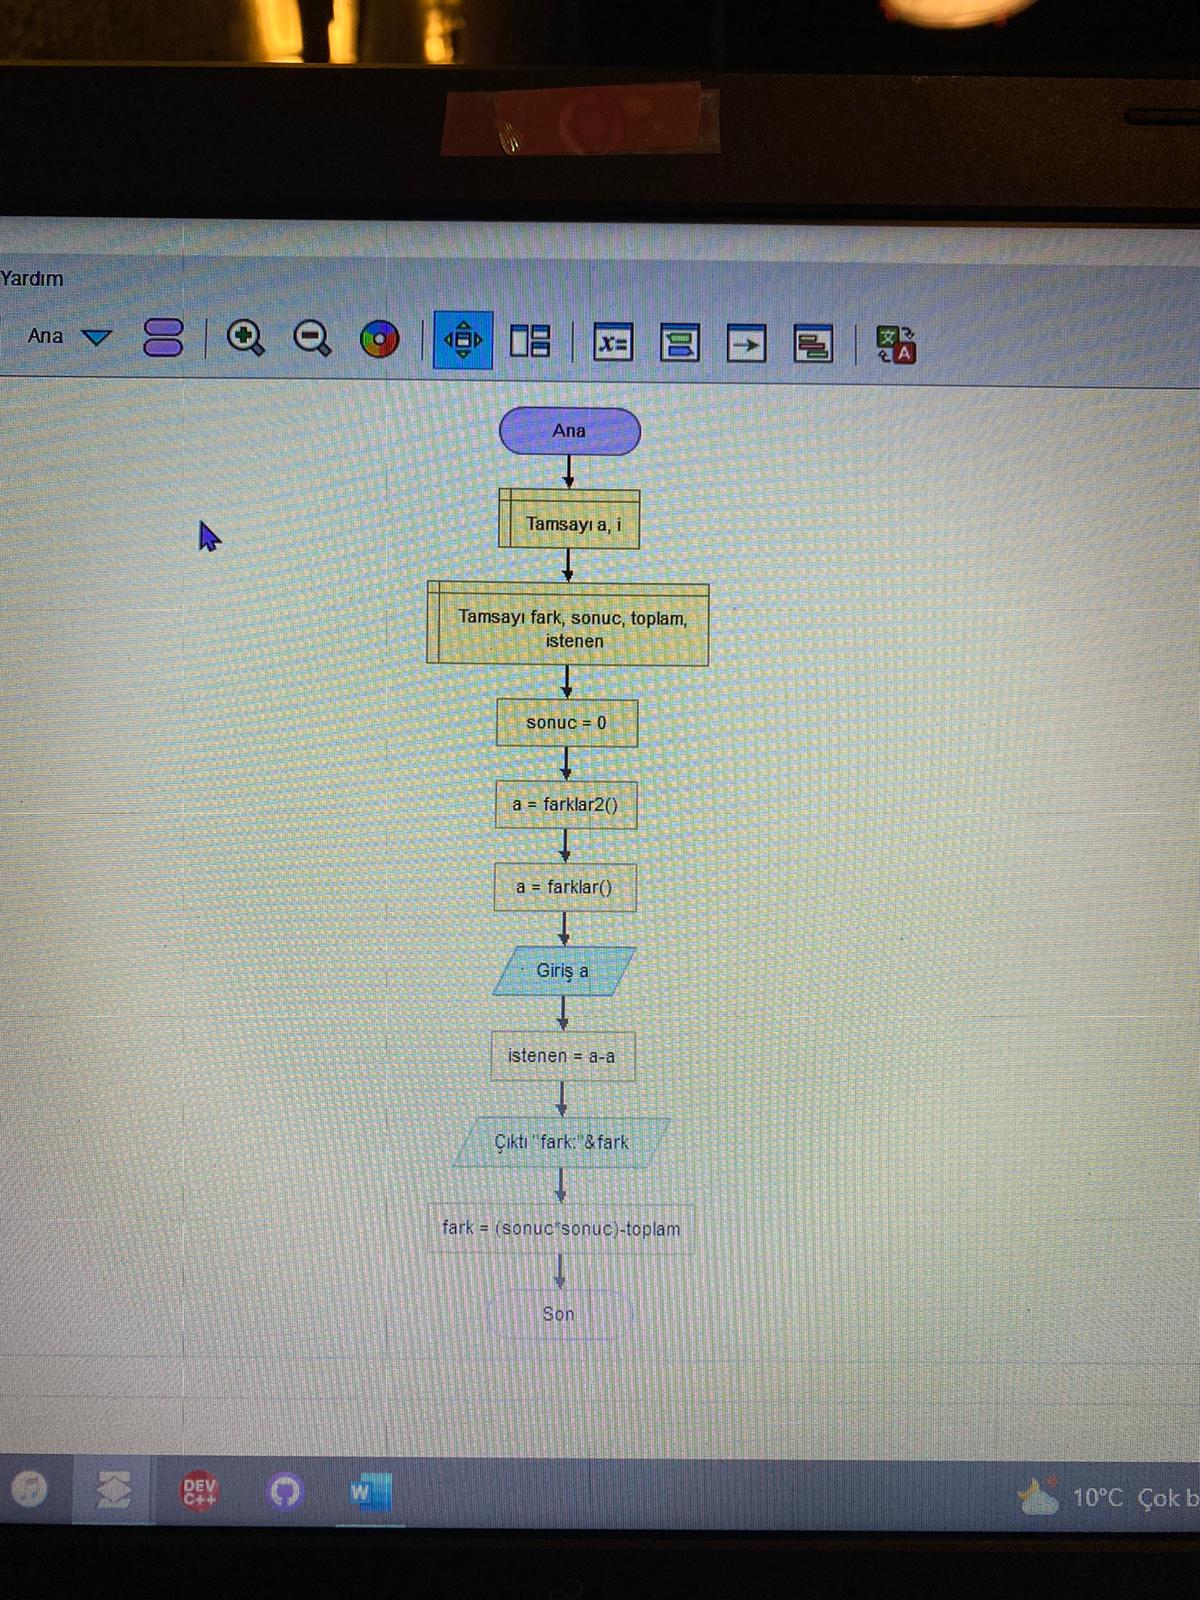 Yardım
Ana
Ana
Tamsayı a, i
Tamsayı fark, sonuc, toplam,
istenen
sonuc = 0
a = farklar2()
a = farklar()
Giriş a
istenen = a-a
Çıktı "fark:"&fark
fark = (sonuc*sonuc)-toplam
Son
DEV
C++
W
10°C Çok b